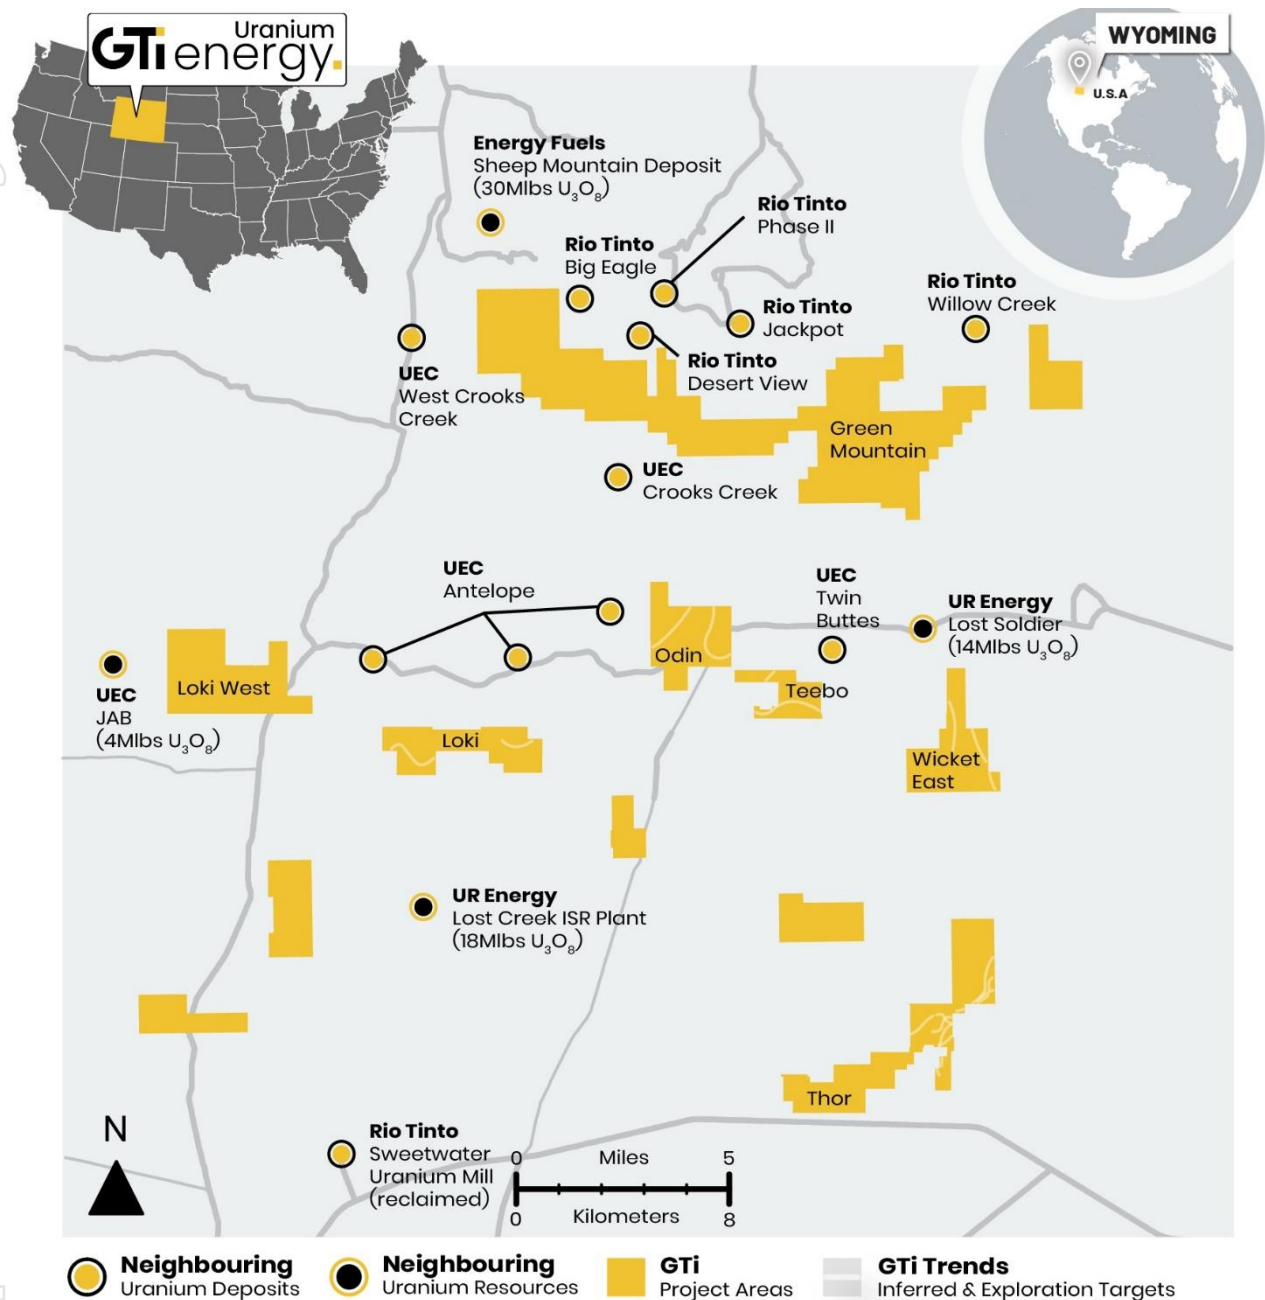 Uranium
GTi energy.
WYOMING
U.S.A
Energy Fuels
Sheep Mountain Deposit
(30Mlbs U₃O₈)
Rio Tinto
Phase II
Rio Tinto
Big Eagle
Rio Tinto
Willow Creek
Rio Tinto
Jackpot
Rio Tinto
Desert View
UEC
West Crooks
Creek
Green
Mountain
UEC
Crooks Creek
UEC
Antelope
UEC
Twin
Buttes
UR Energy
Lost Soldier
(14Mlbs U₃O₈)
Odin
Loki West
Teebo
UEC
JAB
(4Mlbs U₃O₈)
Loki
Wicket
East
UR Energy
Lost Creek ISR Plant
(18Mlbs U₃O₈)
Thor
N
Rio Tinto
Sweetwater
Uranium Mill
(reclaimed)
0 Miles 5
0 Kilometers 8
Neighbouring
Uranium Deposits
Neighbouring
Uranium Resources
GTi
Project Areas
GTi Trends
Inferred & Exploration Targets